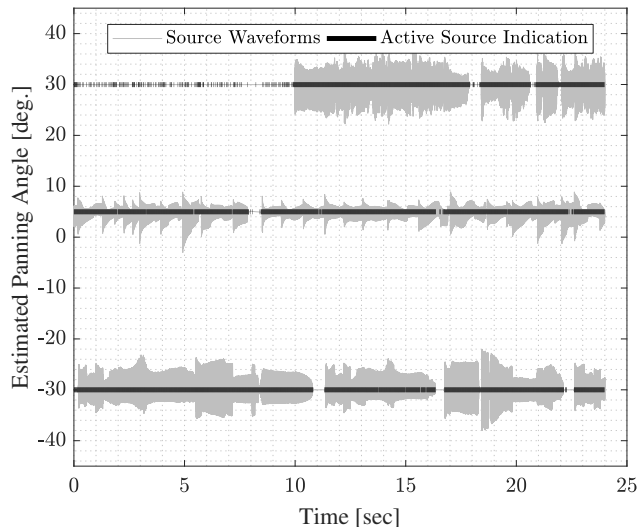 Source Waveforms Active Source Indication
Estimated Panning Angle [deg.]
40
30
20
10
0
-10
-20
-30
-40
0 5 10 15 20 25
Time [sec]